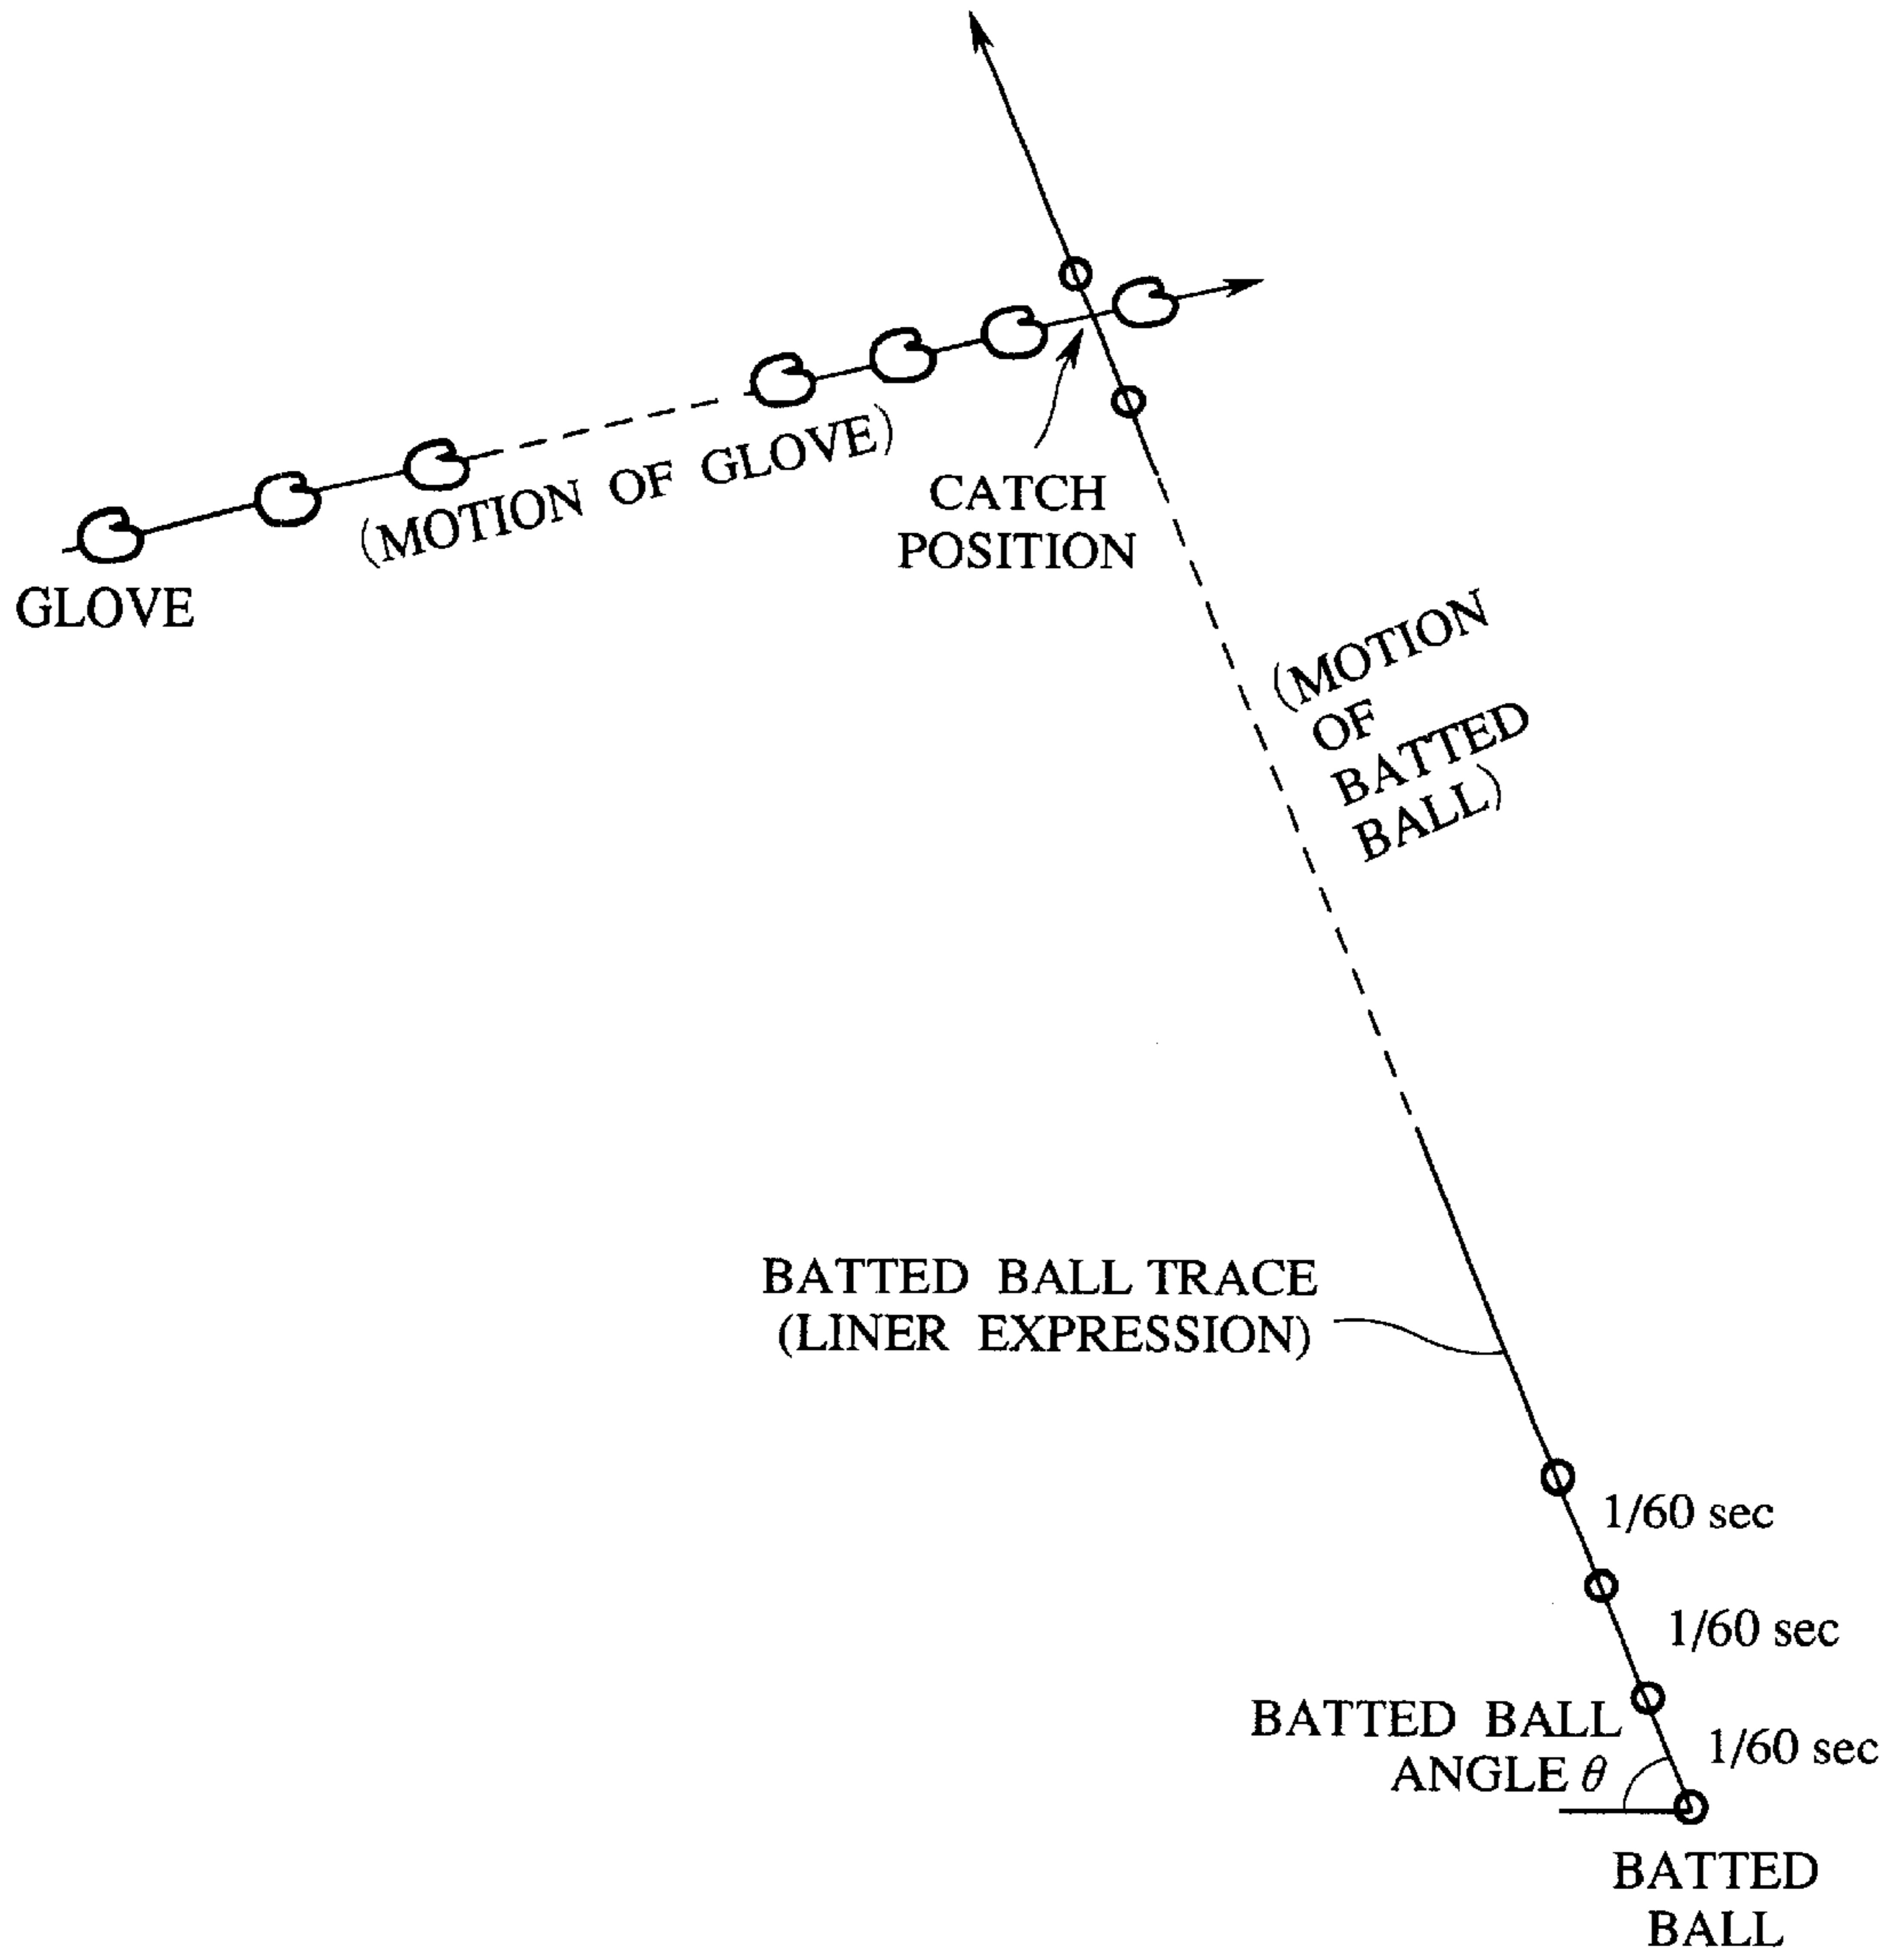 GLOVE
(MOTION OF GLOVE)
CATCH
POSITION
(MOTION
OF
BATTED
BALL)
BATTED BALL TRACE
(LINER EXPRESSION)
1/60 sec
1/60 sec
1/60 sec
BATTED BALL
ANGLE θ
BATTED
BALL